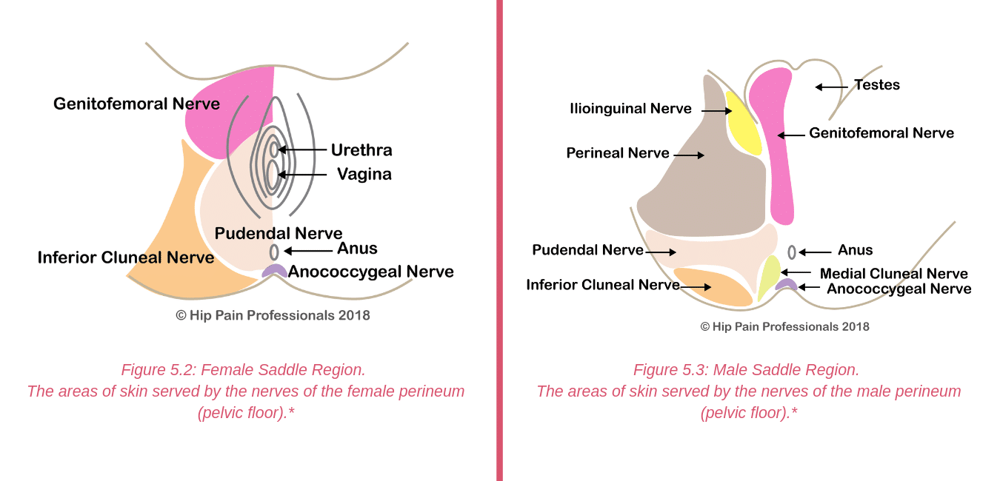 Genitofemoral Nerve
Urethra
Vagina
Pudendal Nerve
Anus
Inferior Cluneal Nerve
Anococcygeal Nerve
© Hip Pain Professionals 2018
Figure 5.2: Female Saddle Region.
The areas of skin served by the nerves of the female perineum
(pelvic floor).*
Testes
Ilioinguinal Nerve
Genitofemoral Nerve
Perineal Nerve
Pudendal Nerve
Anus
Medial Cluneal Nerve
Inferior Cluneal Nerve
Anococcygeal Nerve
© Hip Pain Professionals 2018
Figure 5.3: Male Saddle Region.
The areas of skin served by the nerves of the male perineum
(pelvic floor).*